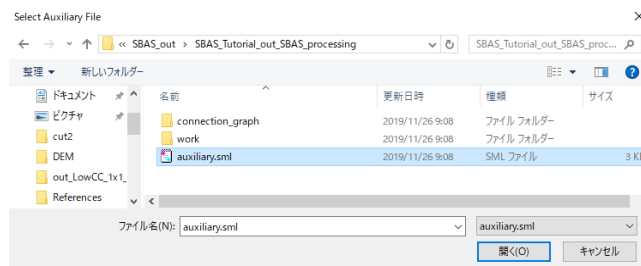 Select Auxiliary File
« SBAS_out › SBAS_Tutorial_out_SBAS_processing
SBAS_Tutorial_out_SBAS_proc...
整理 新しいフォルダー
ドキュメント
ピクチャ
cut2
DEM
out_LowCC_1x1_
References
名前 更新日時 種類 サイズ
connection_graph 2019/11/26 9:08 ファイル フォルダー
work 2019/11/26 9:08 ファイル フォルダー
auxiliary.sml 2019/11/26 9:08 SML ファイル 3 K
ファイル名(N): auxiliary.sml auxiliary.sml
開く(O) キャンセル